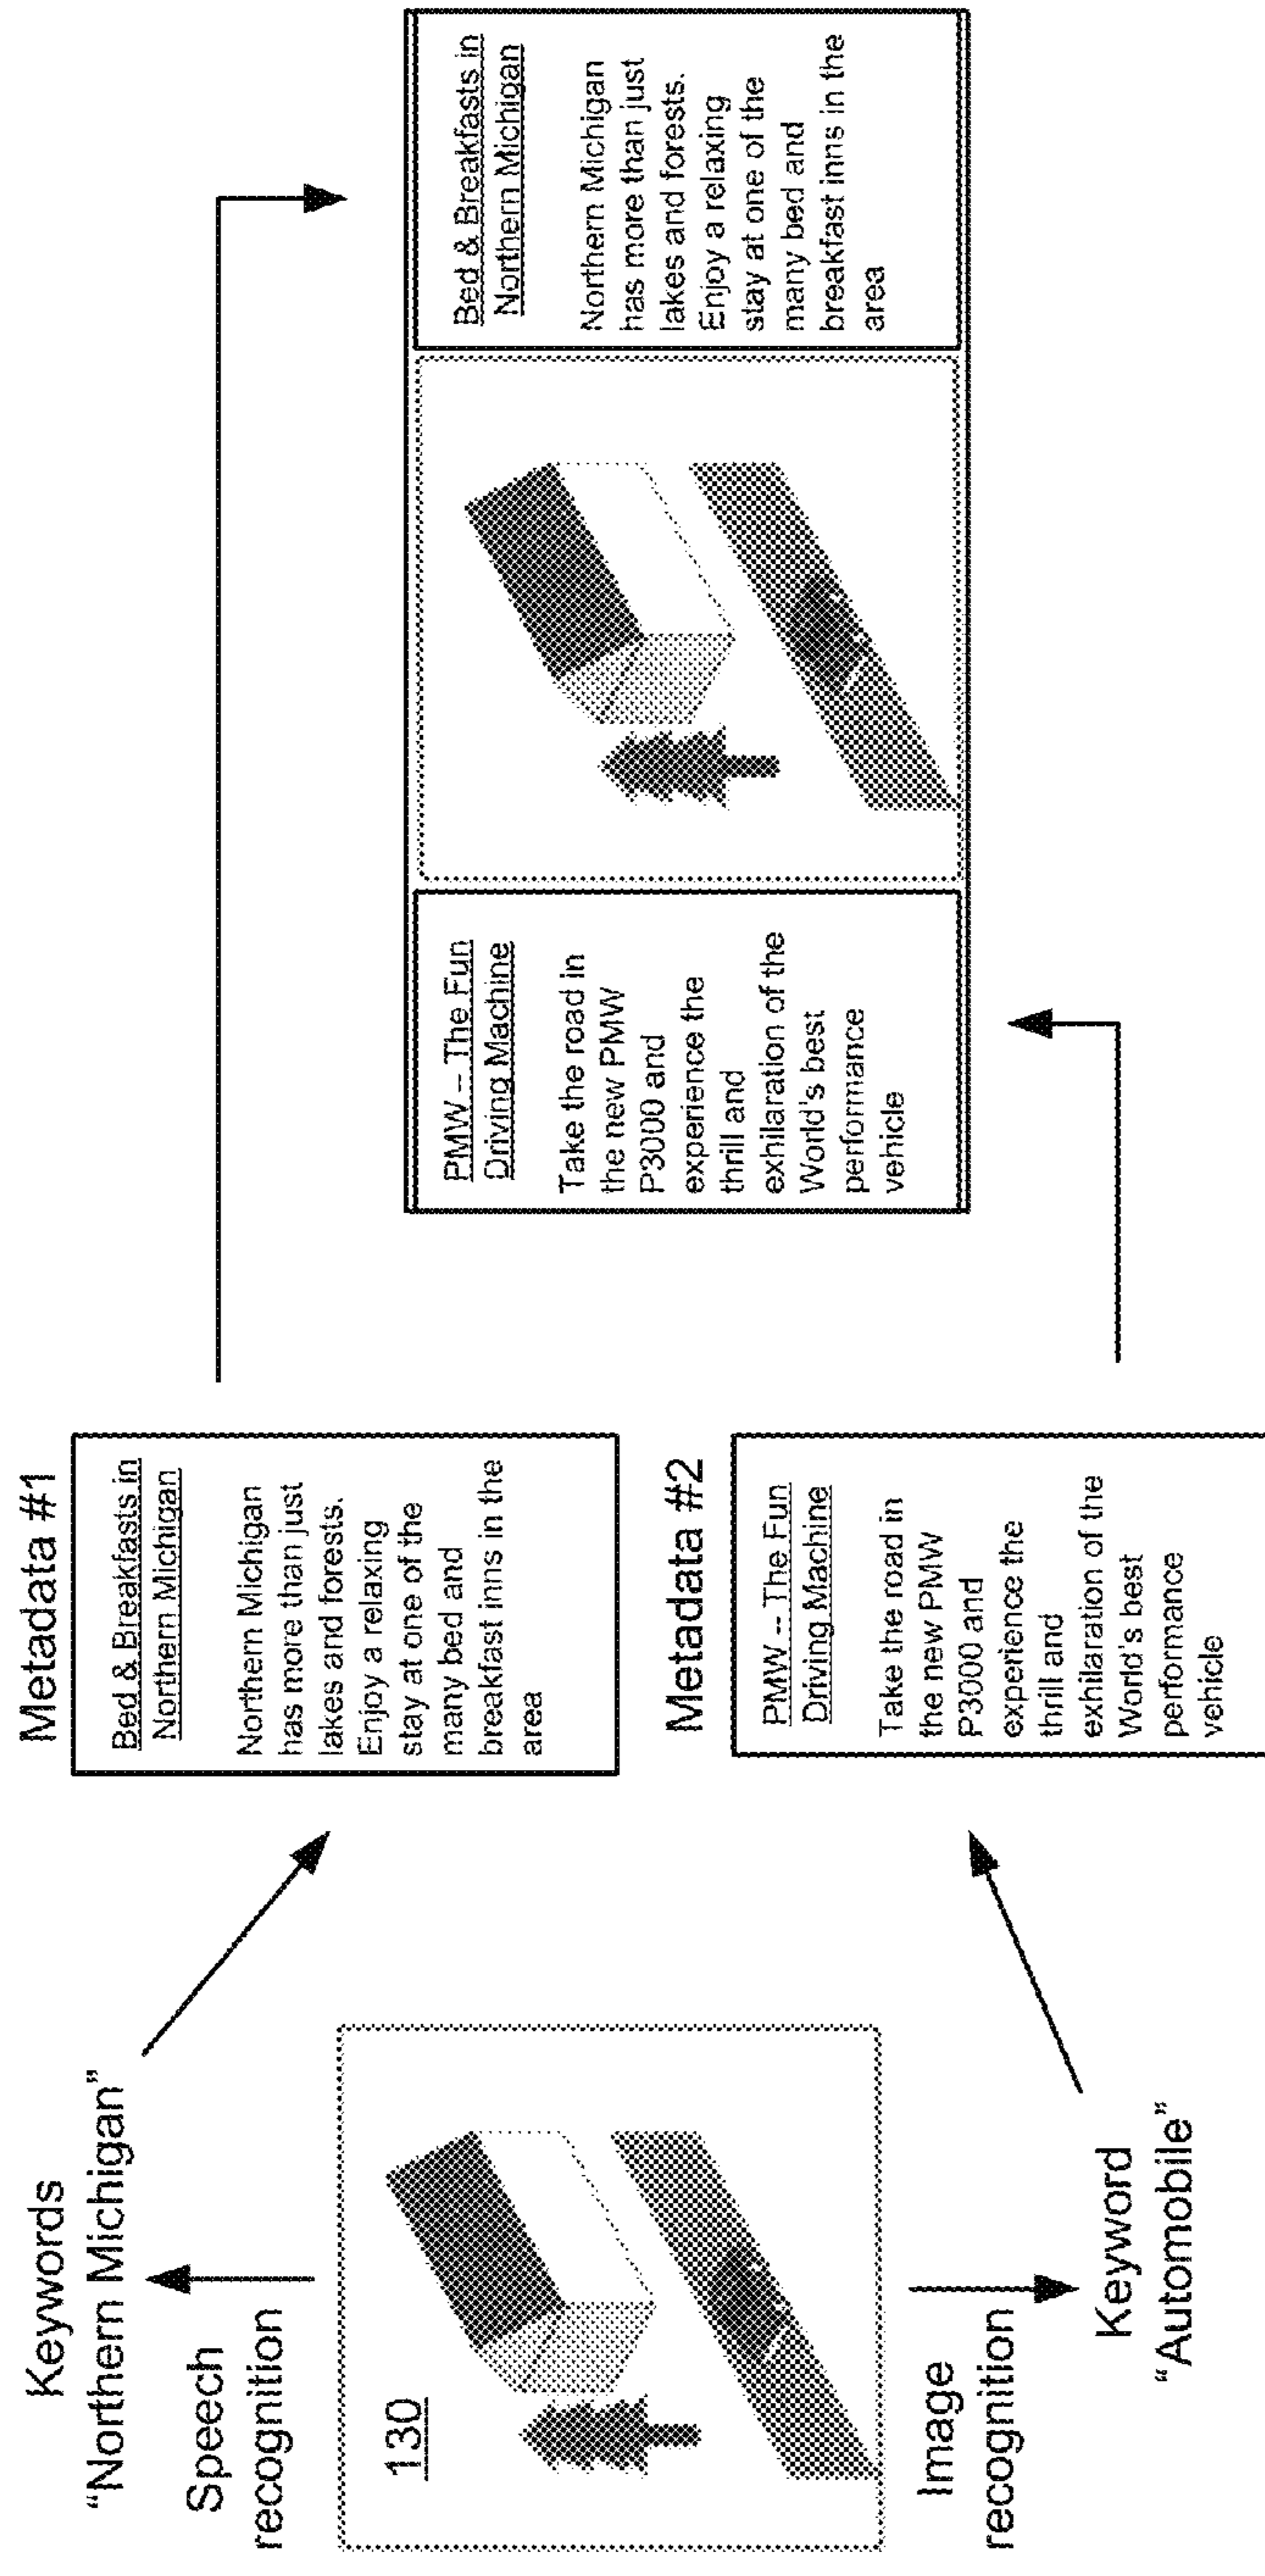 Keywords
“Northern Michigan”
Speech
recognition
130
Image
recognition
Keyword
“Automobile”
Metadata #1
Bed & Breakfasts in
Northern Michigan
Northern Michigan
has more than just
lakes and forests.
Enjoy a relaxing
stay at one of the
many bed and
breakfast inns in the
area
Metadata #2
PMW -- The Fun
Driving Machine
Take the road in
the new PMW
P3000 and
experience the
thrill and
exhilaration of the
World's best
performance
vehicle
PMW -- The Fun
Driving Machine
Take the road in
the new PMW
P3000 and
experience the
thrill and
exhilaration of the
World's best
performance
vehicle
Bed & Breakfasts in
Northern Michigan
Northern Michigan
has more than just
lakes and forests.
Enjoy a relaxing
stay at one of the
many bed and
breakfast inns in the
area